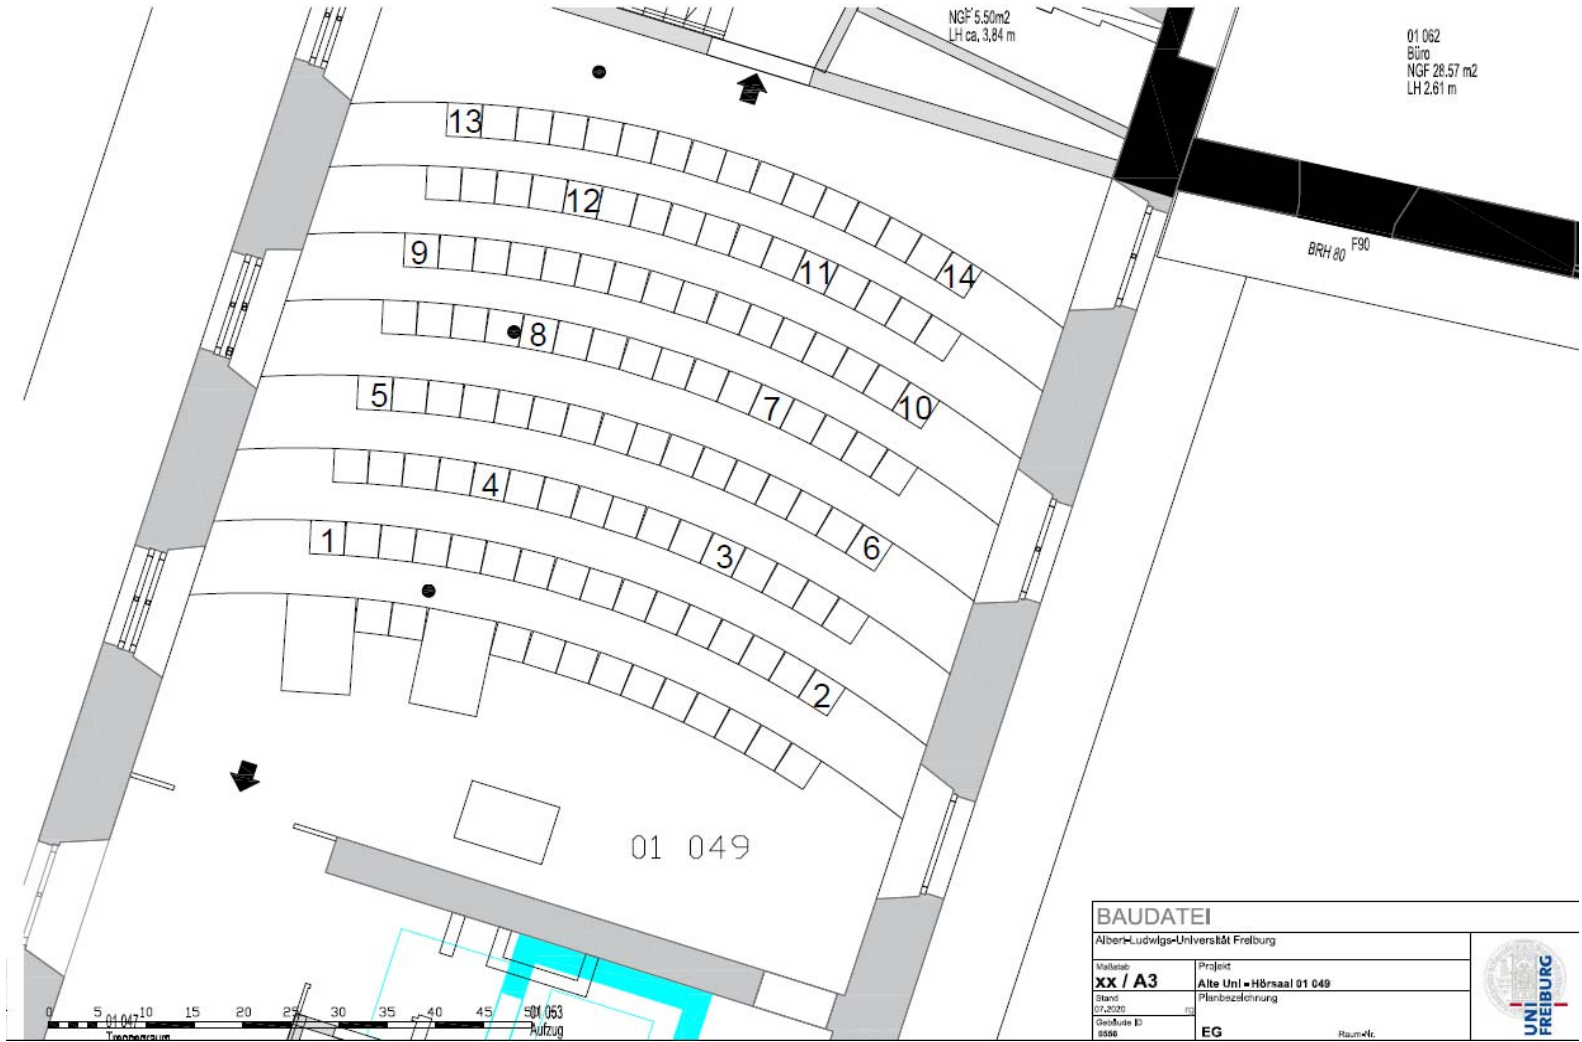 NGF 5.50m2
LH ca. 3,84 m
01 062
Büro
NGF 28.57 m2
LH 2.61 m
BRH 80 F90
13
12
11
14
9
8
7
10
5
6
4
3
1
2
01 049
0 5 10 15 20 25 30 35 40 45
01 047
Treppenraum
01 053
Aufzug
BAUDATEI
Albert-Ludwigs-Universität Freiburg
Maßstab
xx / A3
Projekt
Alte Uni - Hörsaal 01 049
Stand
07.2020
Planbezeichnung
Gebäude ID
EG
Raum-Nr.
UNI
FREIBURG